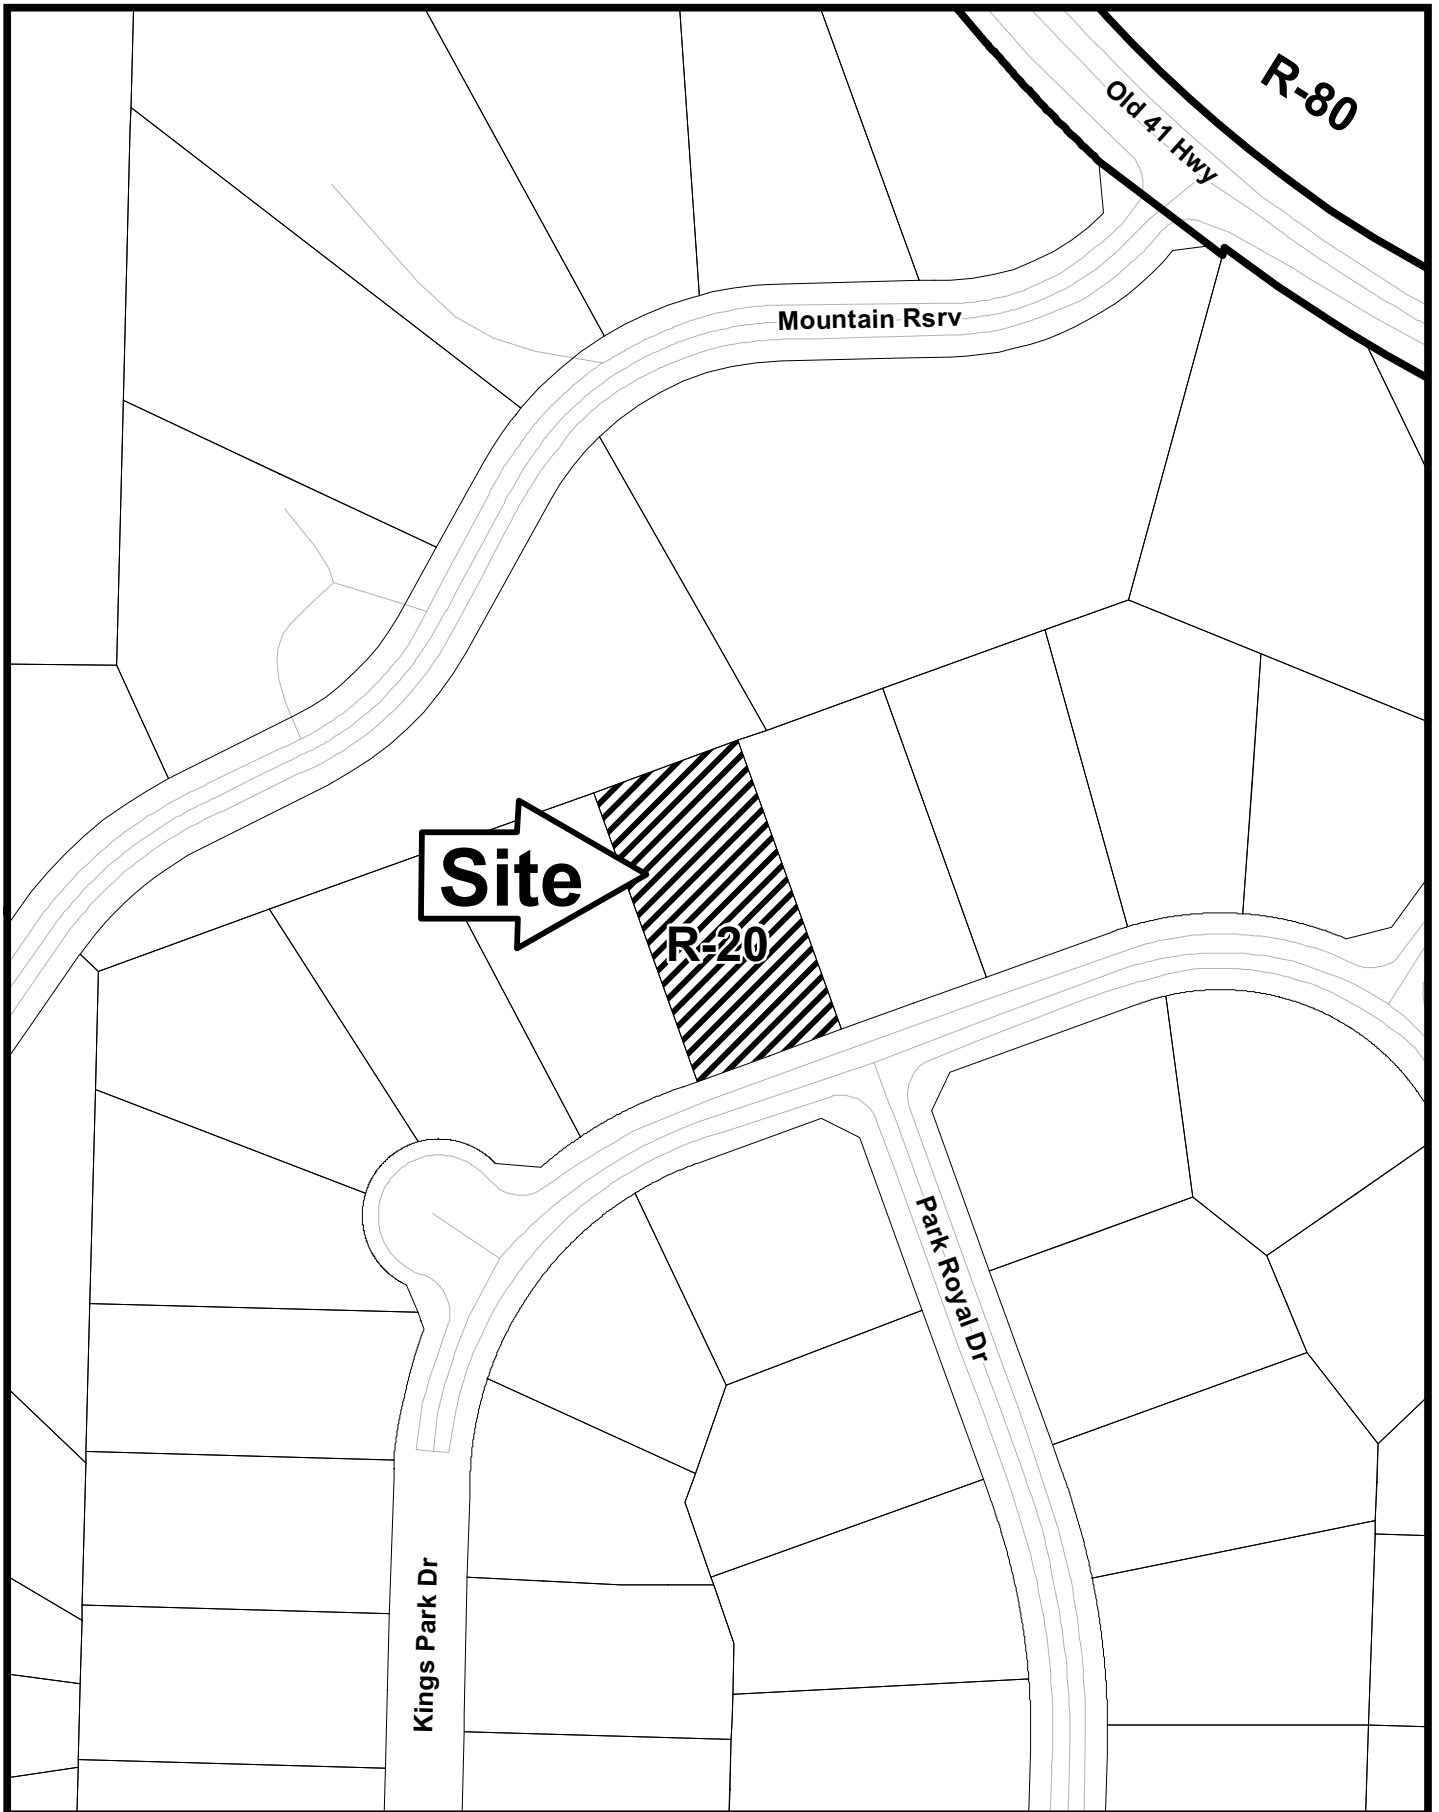 R-80
Old 41 Hwy
Mountain Rsrv
Site
R-20
Park Royal Dr
Kings Park Dr